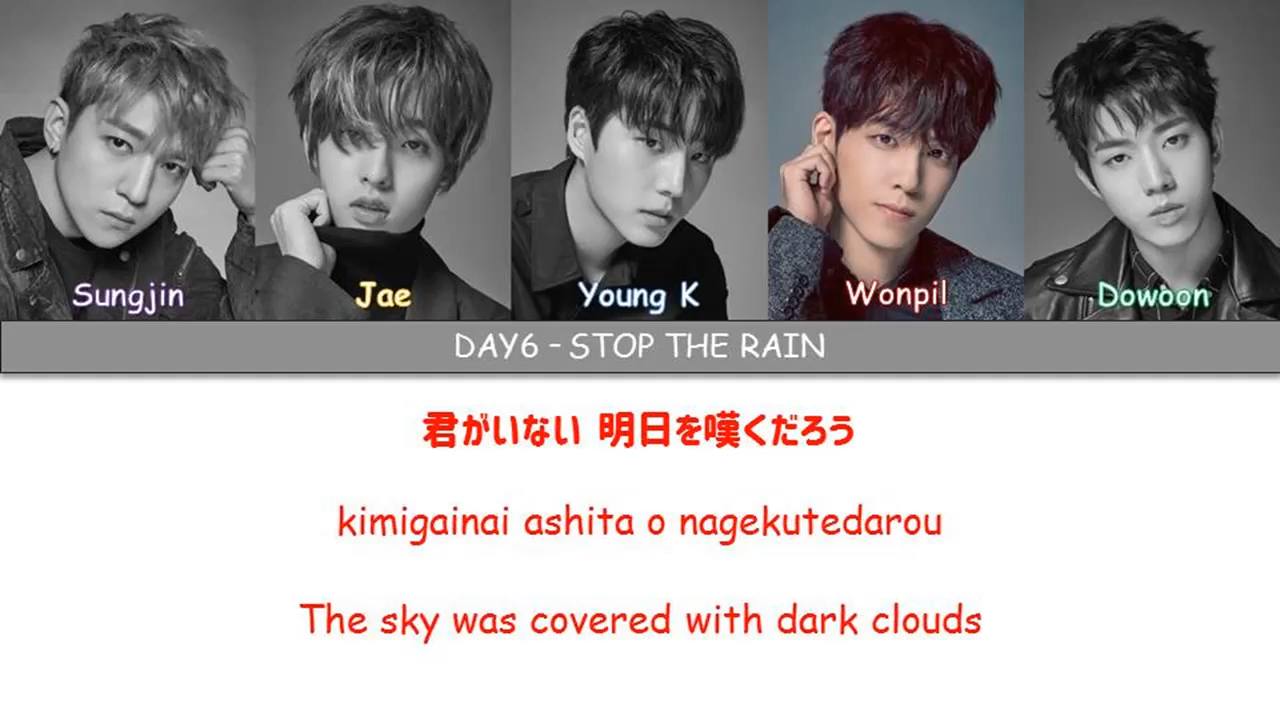 Sungjin
Jae
Young K
Wonpil
Dowoon
DAY6 - STOP THE RAIN
君がいない 明日を嘆くだろう
kimigainai ashita o nagekutedarou
The sky was covered with dark clouds